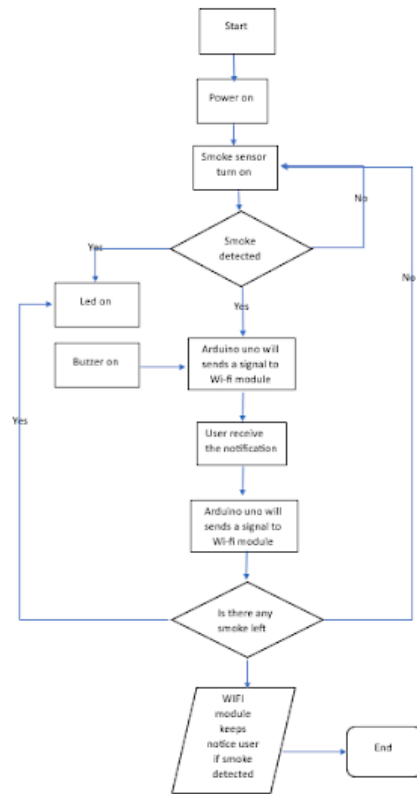 Start
Power on
Smoke sensor
turn on
No
Smoke
detected
Yes
No
Led on
Yes
Buzzer on
Arduino uno will
sends a signal to
Wi-fi module
Yes
User receive
the notification
Arduino uno will
sends a signal to
Wi-fi module
Is there any
smoke left
WIFI
module
keeps
notice user
if smoke
detected
End